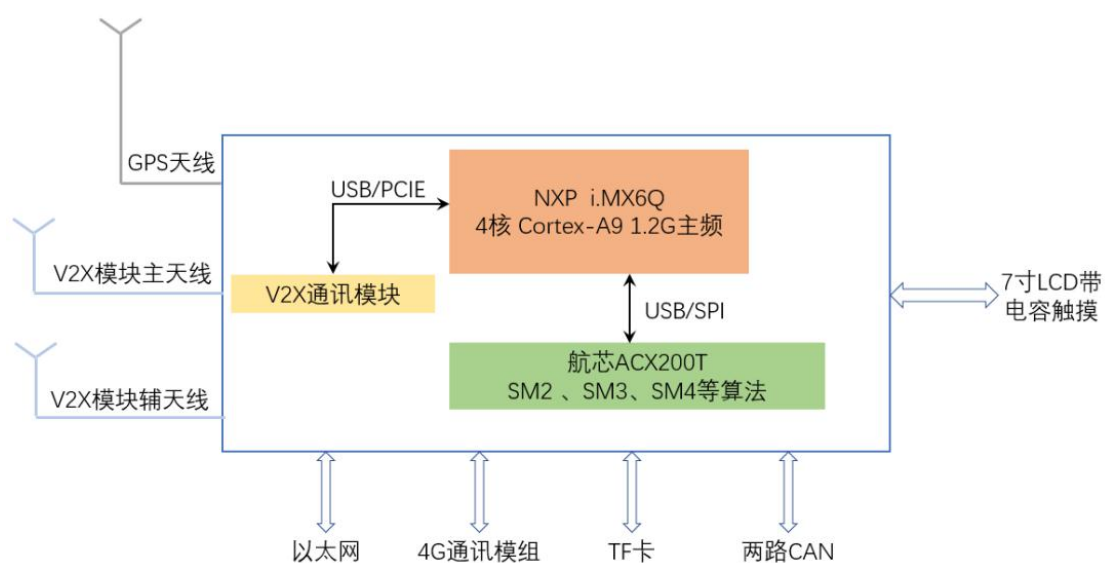 GPS天线
USB/PCIE
NXP i.MX6Q
4核 Cortex-A9 1.2G主频
V2X模块主天线
V2X通讯模块
7寸LCD带
电容触摸
USB/SPI
航芯ACX200T
SM2 、SM3、SM4等算法
V2X模块辅天线
以太网
4G通讯模组
TF卡
两路CAN